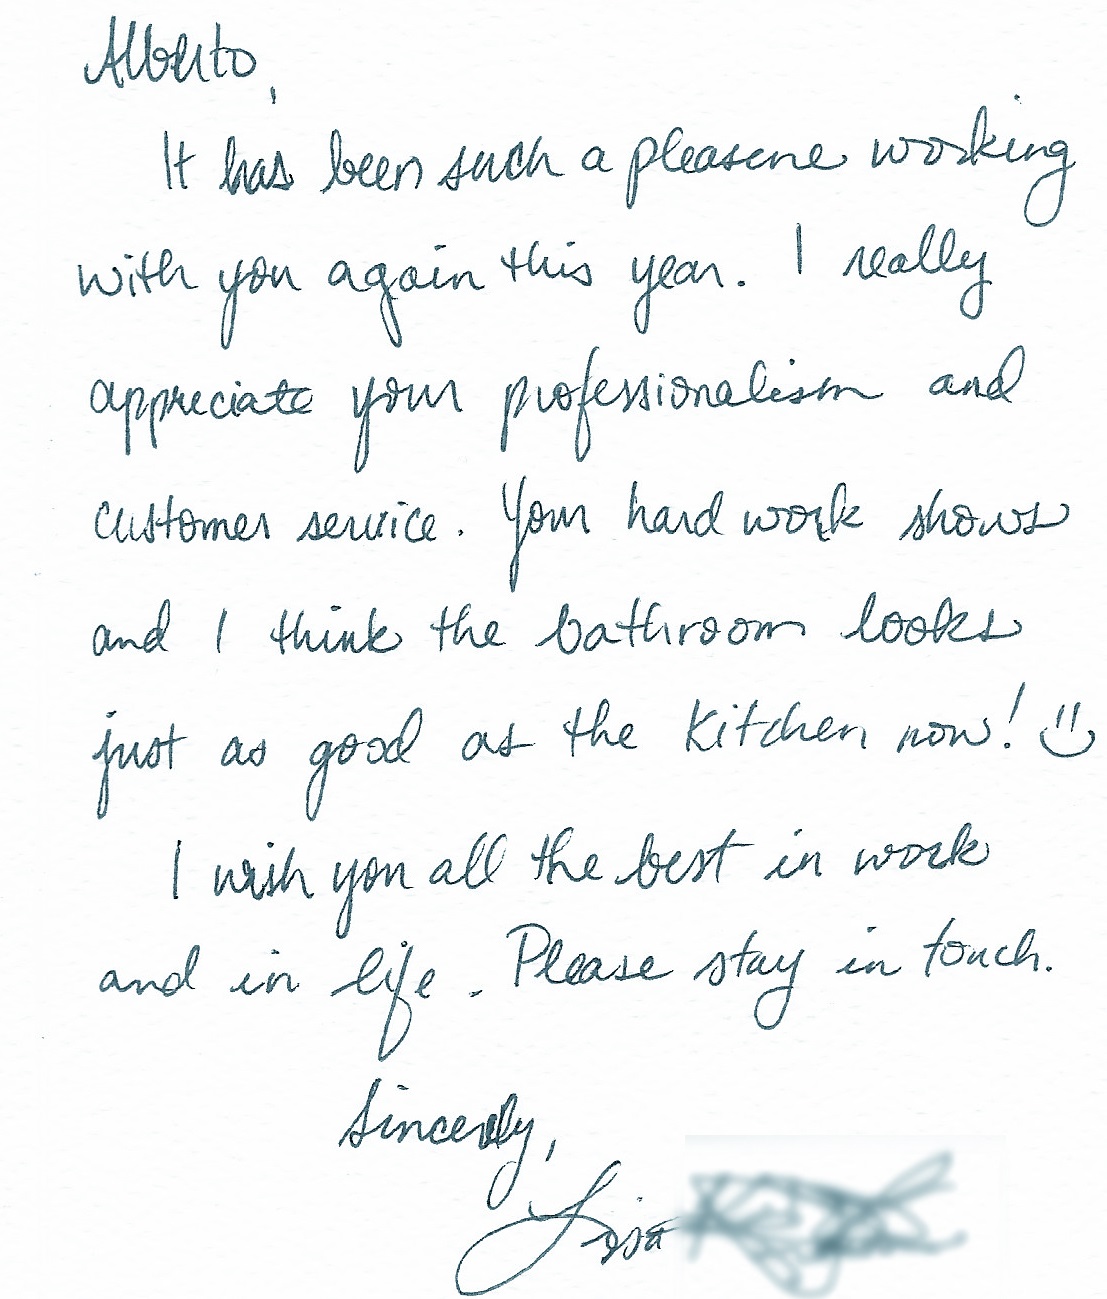 Alberto,
It has been such a pleasure working
with you again this year. I really
appreciate your professionalism and
customer service. Your hard work shows
and I think the bathroom looks
just as good as the kitchen now! :)
I wish you all the best in work
and in life. Please stay in touch.
Sincerely,
Lisa